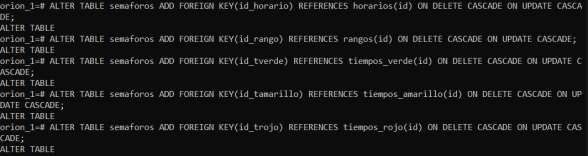 orion_1=# ALTER TABLE semaforos ADD FOREIGN KEY(id_horario) REFERENCES horarios(id) ON DELETE CASCADE ON UPDATE CASCA
DE;
ALTER TABLE
orion_1=# ALTER TABLE semaforos ADD FOREIGN KEY(id_rango) REFERENCES rangos(id) ON DELETE CASCADE ON UPDATE CASCADE;
ALTER TABLE
orion_1=# ALTER TABLE semaforos ADD FOREIGN KEY(id_tverde) REFERENCES tiempos_verde(id) ON DELETE CASCADE ON UPDATE C
ASCADE;
ALTER TABLE
orion_1=# ALTER TABLE semaforos ADD FOREIGN KEY(id_tamarillo) REFERENCES tiempos_amarillo(id) ON DELETE CASCADE ON UP
DATE CASCADE;
ALTER TABLE
orion_1=# ALTER TABLE semaforos ADD FOREIGN KEY(id_trojo) REFERENCES tiempos_rojo(id) ON DELETE CASCADE ON UPDATE CAS
CADE;
ALTER TABLE